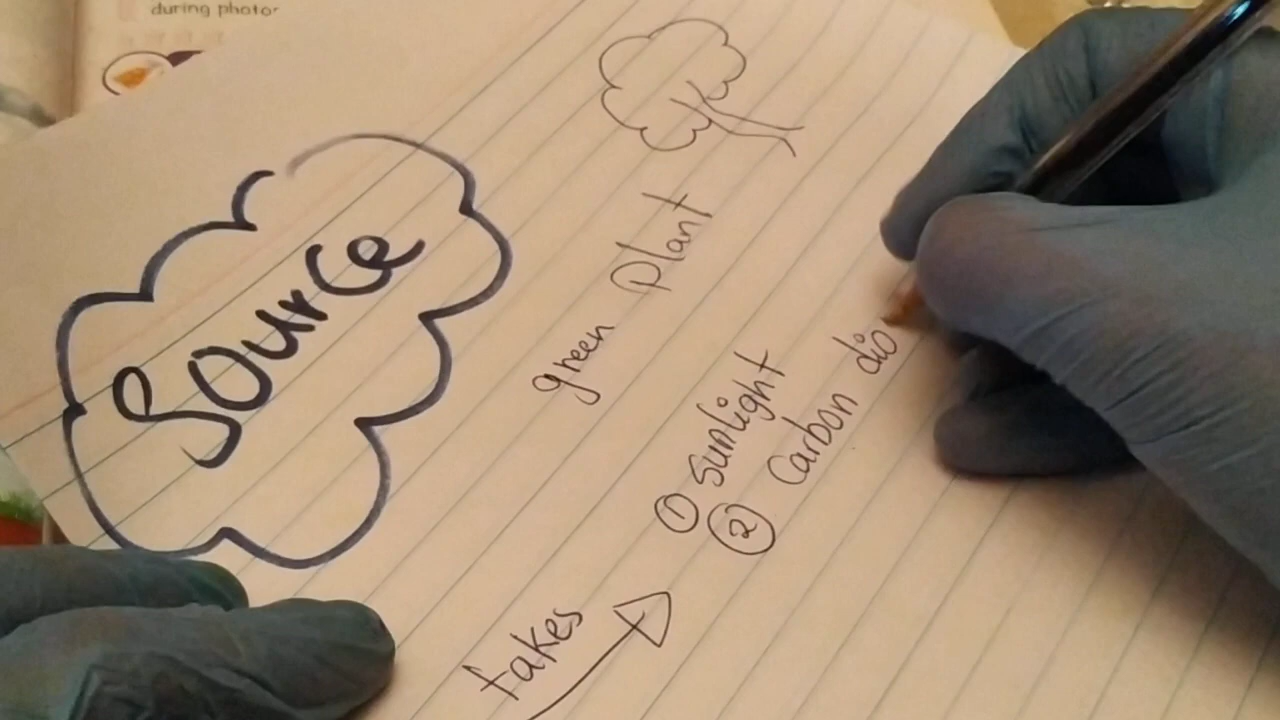 during photo
Source
green plant
① sunlight
② Carbon dio
takes